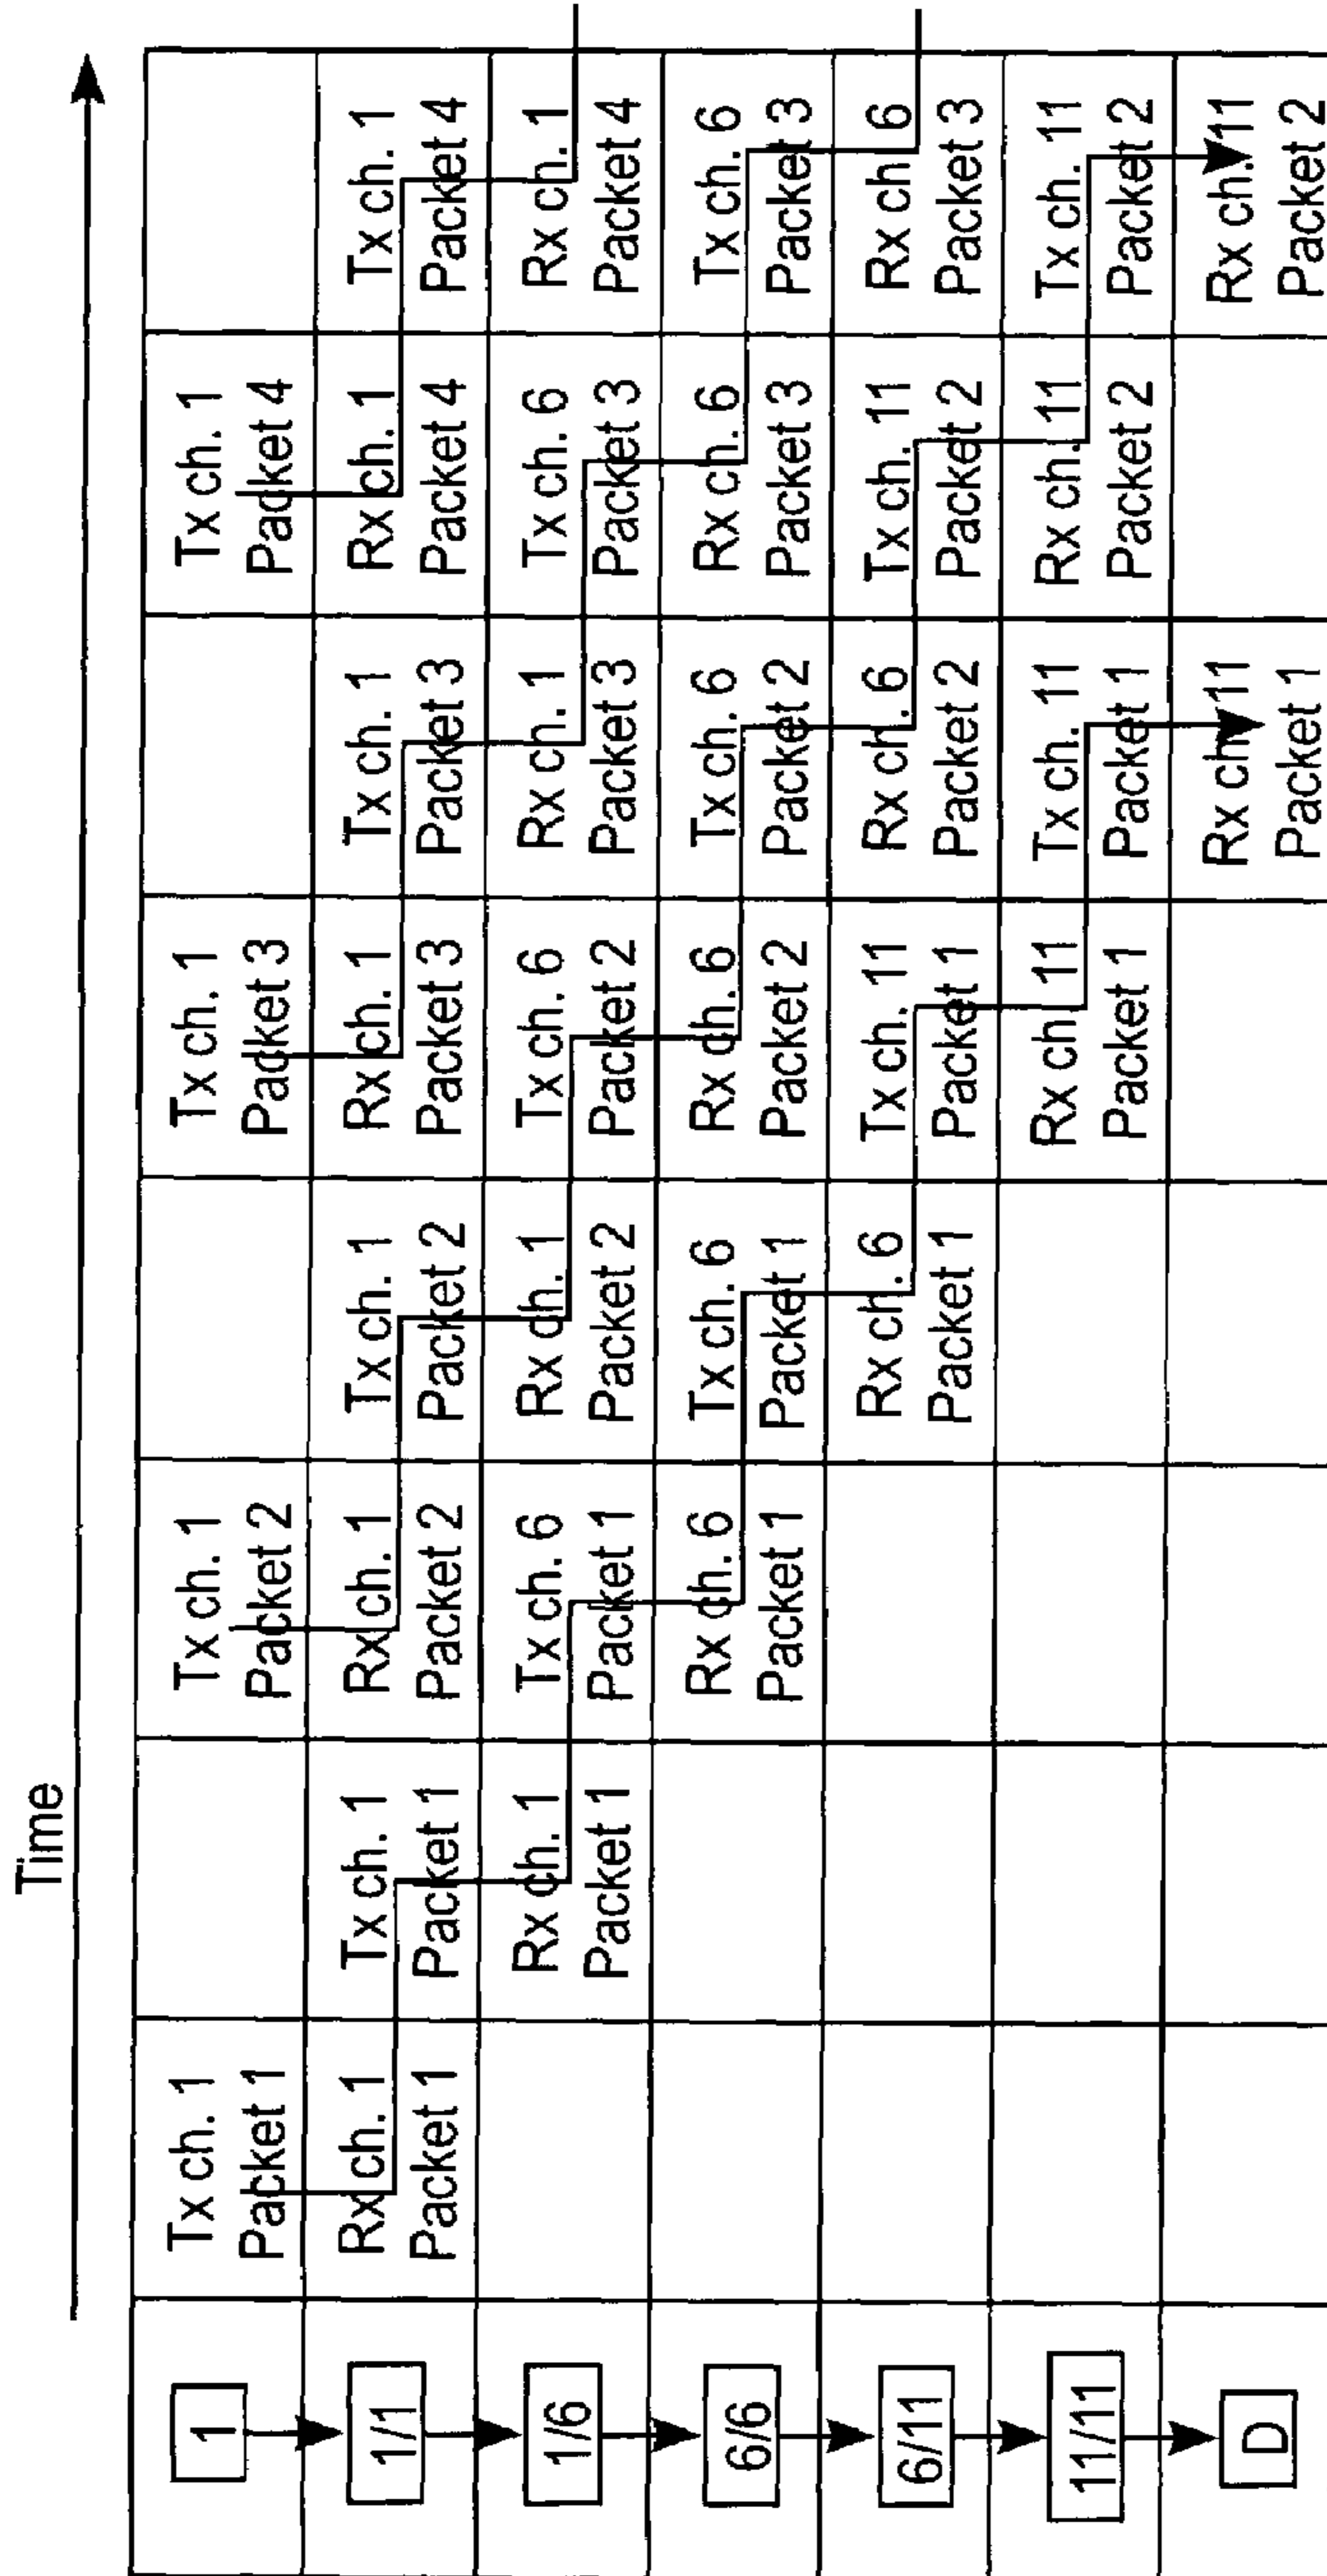 Time
1
Tx ch. 1
Packet 1
Tx ch. 1
Packet 2
Tx ch. 1
Packet 3
Tx ch. 1
Packet 4
1/1
Rx ch. 1
Packet 1
Tx ch. 1
Packet 1
Rx ch. 1
Packet 2
Tx ch. 1
Packet 2
Rx ch. 1
Packet 3
Tx ch. 1
Packet 3
Rx ch. 1
Packet 4
Tx ch. 1
Packet 4
1/6
Rx ch. 1
Packet 1
Tx ch. 6
Packet 1
Rx ch. 1
Packet 2
Tx ch. 6
Packet 2
Rx ch. 1
Packet 3
Tx ch. 6
Packet 3
Rx ch. 1
Packet 4
6/6
Rx ch. 6
Packet 1
Tx ch. 6
Packet 1
Rx ch. 6
Packet 2
Tx ch. 6
Packet 2
Rx ch. 6
Packet 3
Tx ch. 6
Packet 3
6/11
Rx ch. 6
Packet 1
Tx ch. 11
Packet 1
Rx ch. 6
Packet 2
Tx ch. 11
Packet 2
Rx ch 6
Packet 3
11/11
Rx ch. 11
Packet 1
Tx ch. 11
Packet 1
Rx ch. 11
Packet 2
Tx ch. 11
Packet 2
D
Rx ch. 11
Packet 1
Rx ch. 11
Packet 2